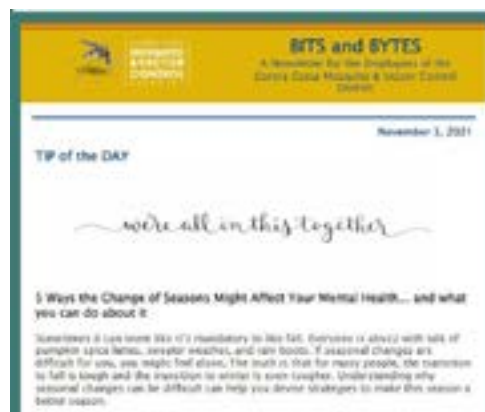 MOSQUITO
& VECTOR
CONTROL
BITS and BYTES
A Newsletter for the Employees of the
Contra Costa Mosquito & Vector Control
District
November 3, 2021
TIP of the DAY
we're all in this together
5 Ways the Change of Seasons Might Affect Your Mental Health... and what
you can do about it
Sometimes it can seem like it's mandatory to like fall. Everyone is with talk of
pumpkin spice lattes, sweater weather, and rain boots. If seasonal changes are
difficult for you, you might feel alone. The truth is that for many people, the transition
to fall is tough and the transition to winter is even tougher. Understanding why
seasonal changes can be difficult can help you devise strategies to make this season a
better season.